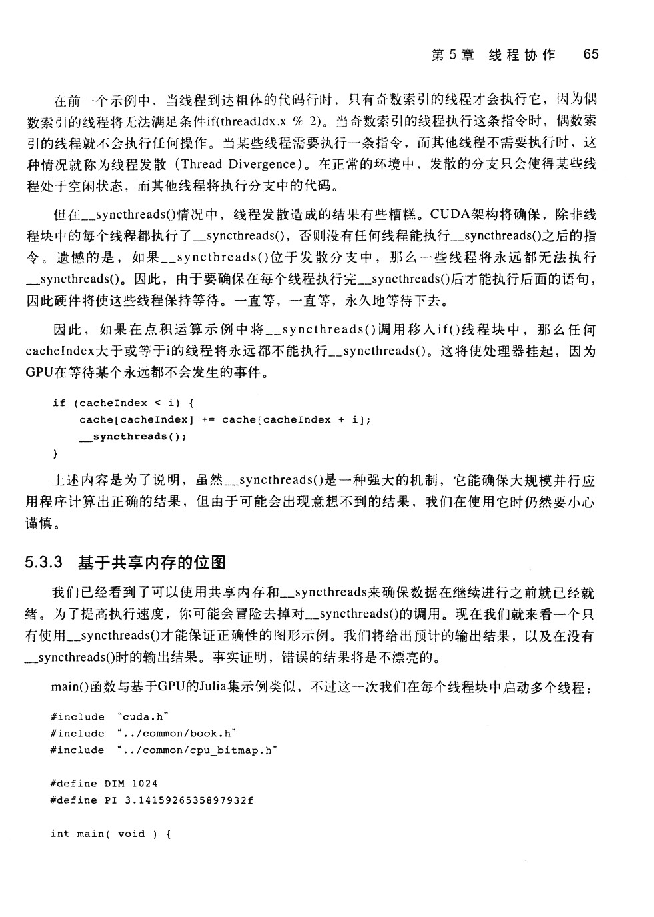 第5章 线程协作 65
在前一个示例中，当线程到达粗体的代码行时，只有奇数索引的线程才会执行它，因为偶
数索引的线程将无法满足条件if(threadIdx.x % 2)。当奇数索引的线程执行这条指令时，偶数索
引的线程就不会执行任何操作。当某些线程需要执行一条指令，而其他线程不需要执行时，这
种情况就称为线程发散（Thread Divergence）。在正常的环境中，发散的分支只会使得某些线
程处于空闲状态，而其他线程将执行分支中的代码。
但在__syncthreads()情况中，线程发散造成的结果有些糟糕。CUDA架构将确保，除非线
程块中的每个线程都执行了__syncthreads()，否则没有任何线程能执行__syncthreads()之后的指
令。遗憾的是，如果__syncthreads()位于发散分支中，那么一些线程将永远都无法执行
__syncthreads()。因此，由于要确保在每个线程执行完__syncthreads()后才能执行后面的语句，
因此硬件将使这些线程保持等待。一直等，一直等，永久地等待下去。
因此，如果在点积运算示例中将__syncthreads()调用移入if()线程块中，那么任何
cacheIndex大于或等于i的线程将永远都不能执行__syncthreads()。这将使处理器挂起，因为
GPU在等待某个永远都不会发生的事件。
if (cacheIndex < i) {
cache[cacheIndex] += cache[cacheIndex + i];
__syncthreads();
}
上述内容是为了说明，虽然__syncthreads()是一种强大的机制，它能确保大规模并行应
用程序计算出正确的结果，但由于可能会出现意想不到的结果，我们在使用它时仍然要小心
谨慎。
5.3.3 基于共享内存的位图
我们已经看到了可以使用共享内存和__syncthreads来确保数据在继续进行之前就已经就
绪。为了提高执行速度，你可能会冒险去掉对__syncthreads()的调用。现在我们就来看一个只
有使用__syncthreads()才能保证正确性的图形示例。我们将给出预计的输出结果，以及在没有
__syncthreads()时的输出结果。事实证明，错误的结果将是不漂亮的。
main()函数与基于GPU的Julia集示例类似，不过这一次我们在每个线程块中启动多个线程：
#include "cuda.h"
#include "../common/book.h"
#include "../common/cpu_bitmap.h"
#define DIM 1024
#define PI 3.1415926535897932f
int main( void ) {